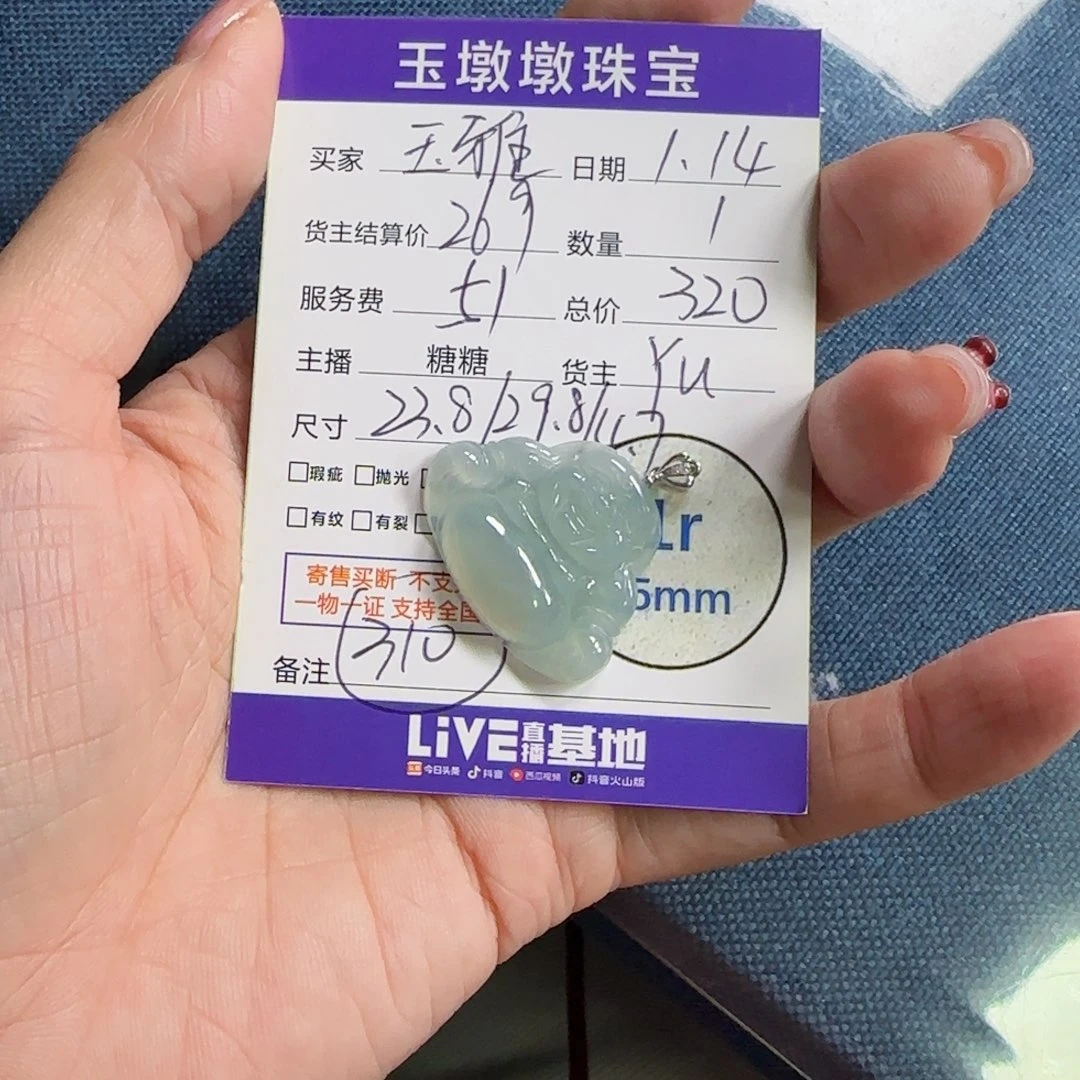 玉墩墩珠宝
买家 王雅 日期 1.14
货主结算价 269 数量 1
服务费 51 总价 320
主播 糖糖 货主 Yu
尺寸 23.8/29.8/
瑕疵 抛光
有纹 有裂
1r
5mm
寄售买断 不支
一物一证 支持全国
备注 310
LiVE直播基地
今日头条 抖音 西瓜视频 抖音火山版